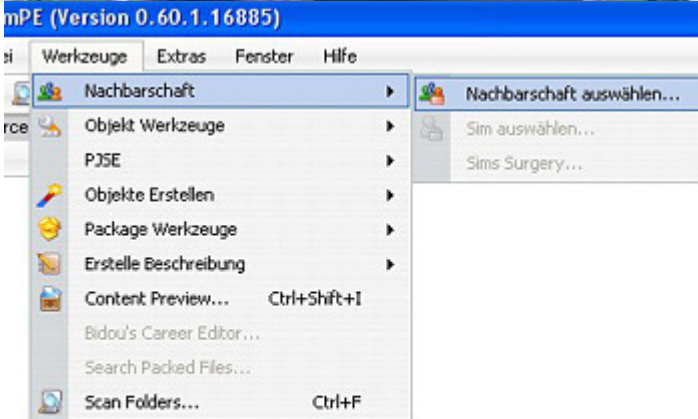 mPE (Version 0.60.1.16885)
ei Werkzeuge Extras Fenster Hilfe
Nachbarschaft
Nachbarschaft auswählen...
rce Objekt Werkzeuge
Sim auswählen...
PJSE
Sims Surgery...
Objekte Erstellen
Package Werkzeuge
Erstelle Beschreibung
Content Preview... Ctrl+Shift+I
Bidou's Career Editor...
Search Packed Files...
Scan Folders... Ctrl+F